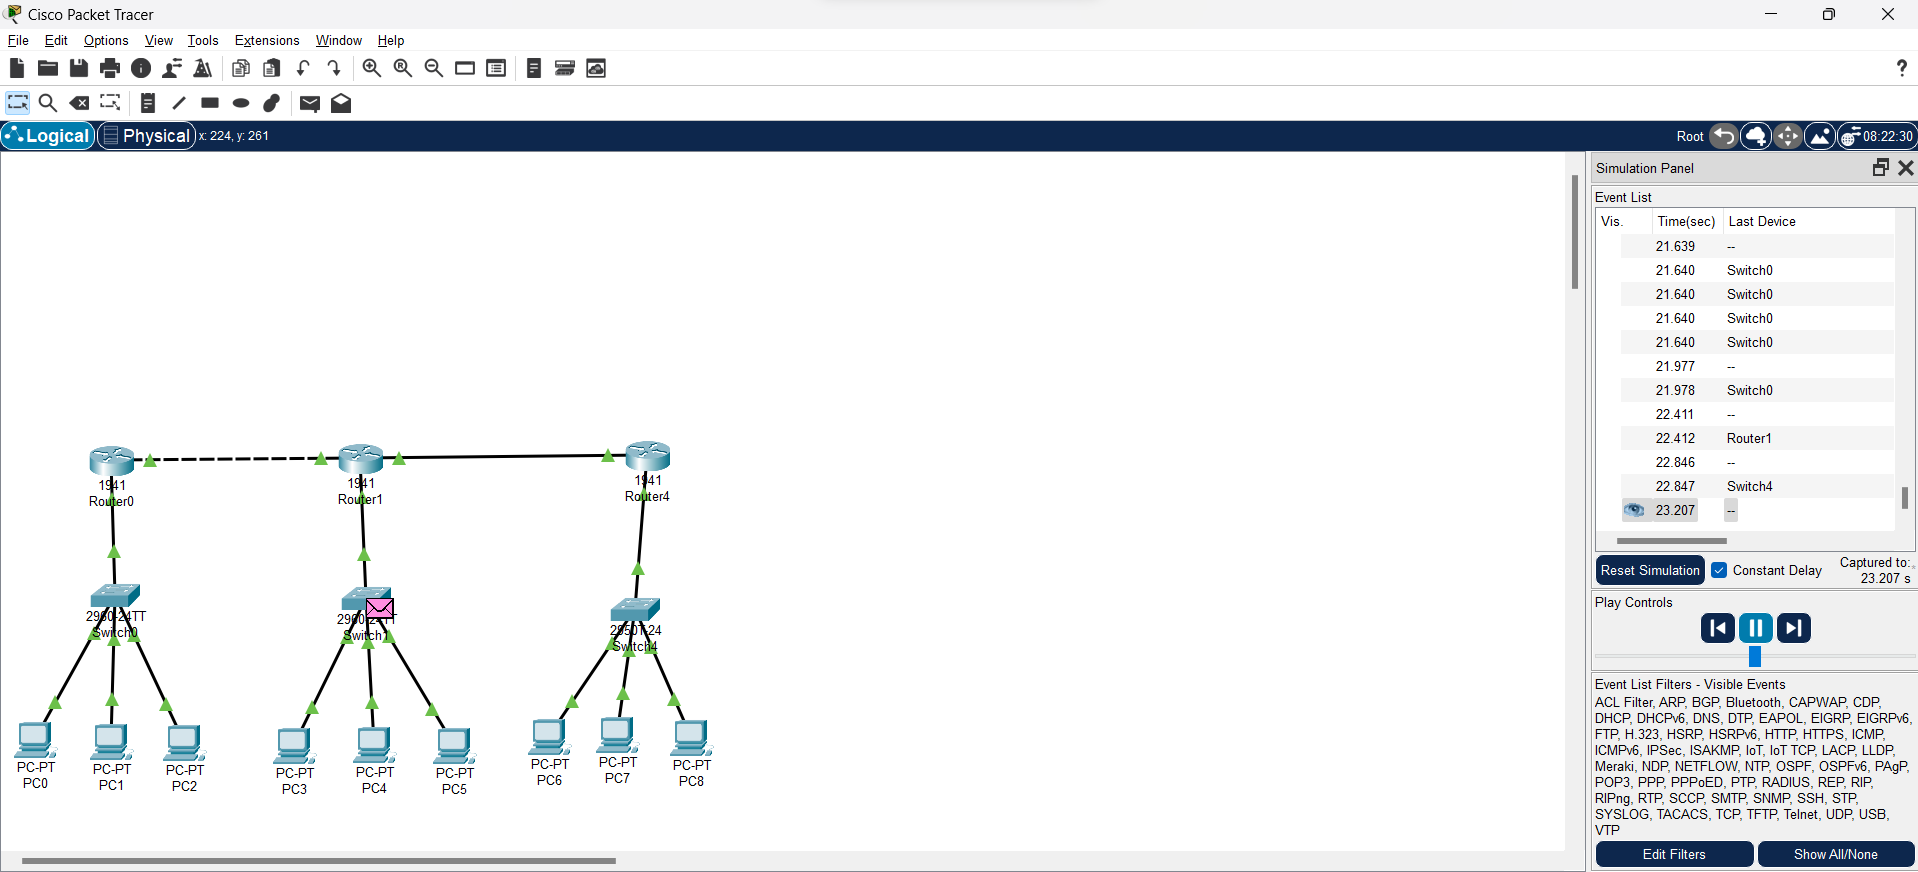 Cisco Packet Tracer
File Edit Options View Tools Extensions Window Help
?
Logical Physical x: 224, y: 261 Root 08:22:30
Simulation Panel
Event List
Vis. Time(sec) Last Device
21.639 --
21.640 Switch0
21.640 Switch0
21.640 Switch0
21.640 Switch0
21.977 --
21.978 Switch0
22.411 --
22.412 Router1
22.846 --
22.847 Switch4
23.207 --
Reset Simulation Constant Delay Captured to:
23.207 s
Play Controls
Event List Filters - Visible Events
ACL Filter, ARP, BGP, Bluetooth, CAPWAP, CDP,
DHCP, DHCPv6, DNS, DTP, EAPOL, EIGRP, EIGRPv6,
FTP, H.323, HSRP, HSRPv6, HTTP, HTTPS, ICMP,
ICMPv6, IPSec, ISAKMP, IoT, IoT TCP, LACP, LLDP,
Meraki, NDP, NETFLOW, NTP, OSPF, OSPFv6, PAgP,
POP3, PPP, PPPoED, PTP, RADIUS, REP, RIP,
RIPng, RTP, SCCP, SMTP, SNMP, SSH, STP,
SYSLOG, TACACS, TCP, TFTP, Telnet, UDP, USB,
VTP
Edit Filters Show All/None
1941
Router0
1941
Router1
1941
Router4
2960-24TT
Switch0
2960-24TT
Switch1
2950T-24
Switch4
PC-PT
PC0
PC-PT
PC1
PC-PT
PC2
PC-PT
PC3
PC-PT
PC4
PC-PT
PC5
PC-PT
PC6
PC-PT
PC7
PC-PT
PC8